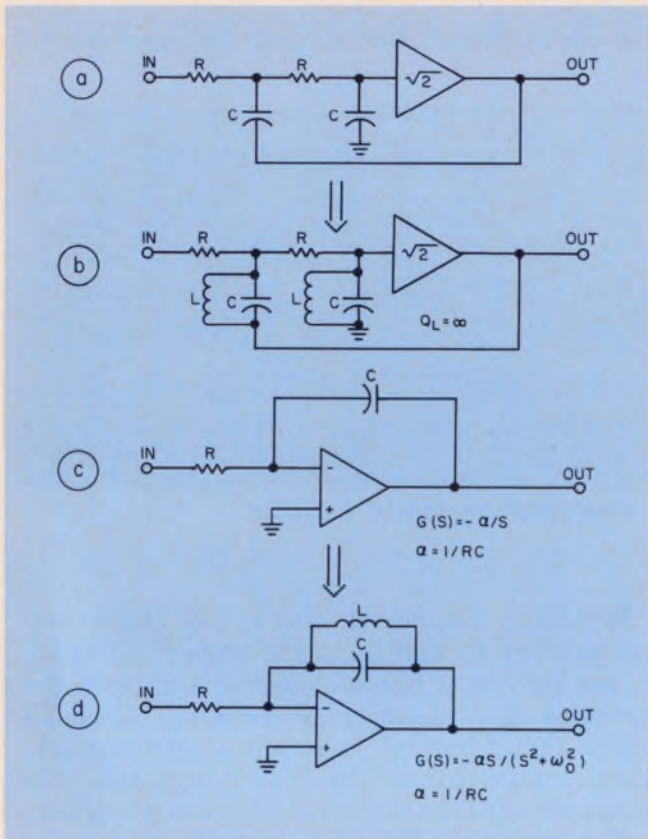 a
IN R R √2 OUT
C C
b
IN R R √2 OUT
L C L C
Q_L = ∞
C
c
IN R - OUT
+
G(S) = - α/S
α = 1/RC
L
C
d
IN R - OUT
+
G(S) = - αS/(S² + ω₀²)
α = 1/RC